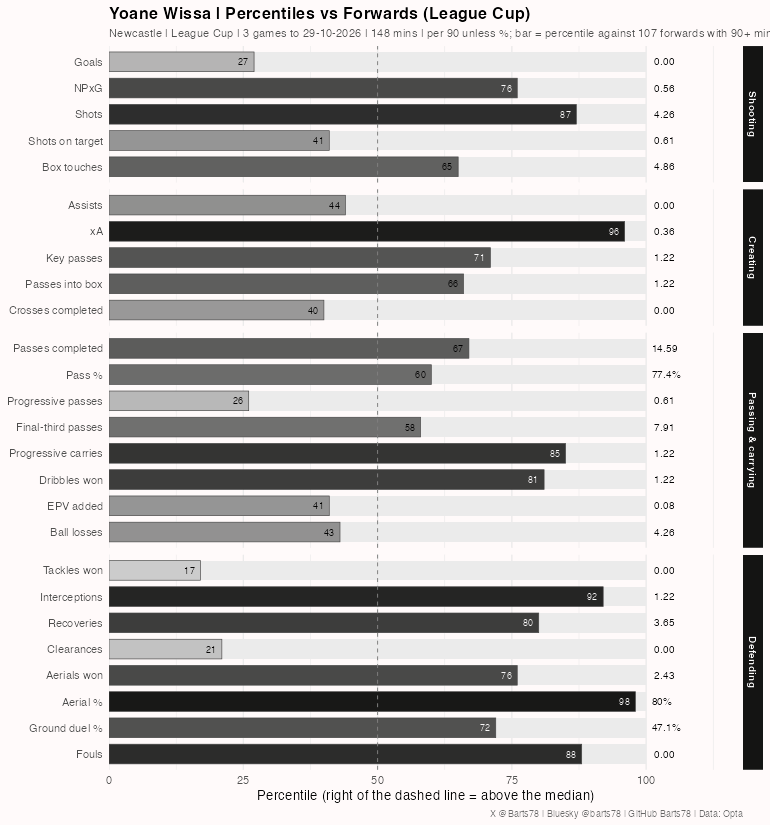 Yoane Wissa | Percentiles vs Forwards (League Cup)
Newcastle | League Cup | 3 games to 29-10-2026 | 148 mins | per 90 unless %; bar = percentile against 107 forwards with 90+ min
Goals 27 0.00
NPxG 76 0.56
Shots 87 4.26
Shots on target 41 0.61
Box touches 65 4.86
Shooting
Assists 44 0.00
xA 96 0.36
Key passes 71 1.22
Passes into box 66 1.22
Crosses completed 40 0.00
Creating
Passes completed 67 14.59
Pass % 60 77.4%
Progressive passes 26 0.61
Final-third passes 58 7.91
Progressive carries 85 1.22
Dribbles won 81 1.22
EPV added 41 0.08
Ball losses 43 4.26
Passing & carrying
Tackles won 17 0.00
Interceptions 92 1.22
Recoveries 80 3.65
Clearances 21 0.00
Aerials won 76 2.43
Aerial % 98 80%
Ground duel % 72 47.1%
Fouls 88 0.00
Defending
0 25 50 75 100
Percentile (right of the dashed line = above the median)
X @Barts78 | Bluesky @barts78 | GitHub Barts78 | Data: Opta